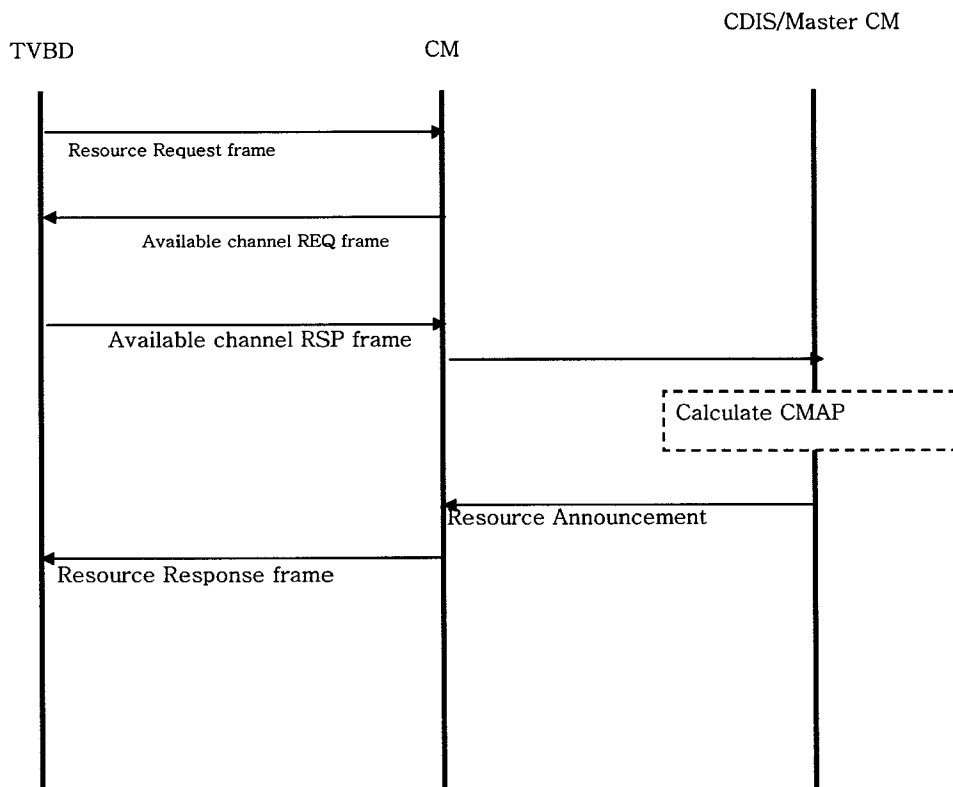 CDIS/Master CM
TVBD
CM
Resource Request frame
Available channel REQ frame
Available channel RSP frame
Calculate CMAP
Resource Announcement
Resource Response frame